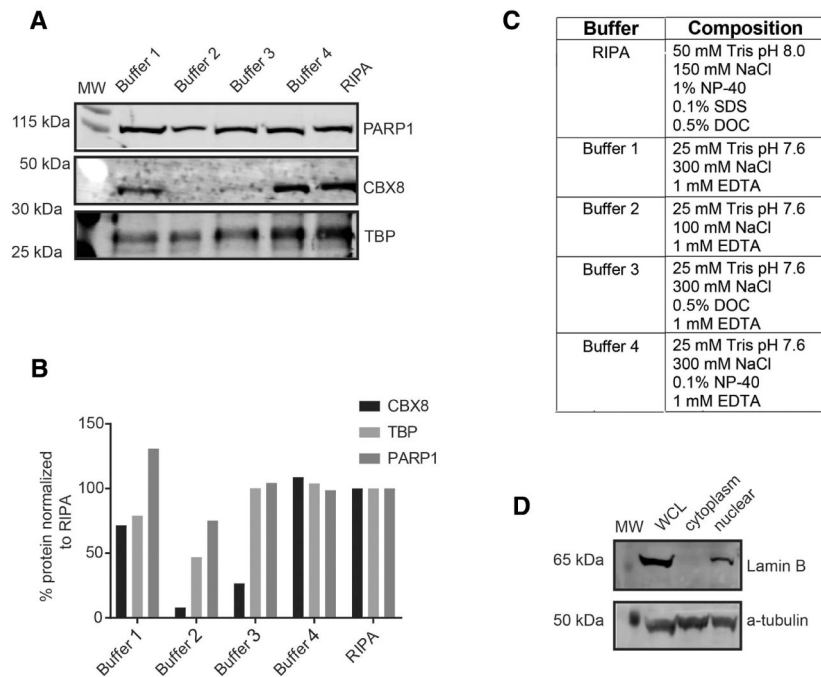 A
Buffer 1
Buffer 2
Buffer 3
Buffer 4
RIPA
MW
115 kDa
PARP1
50 kDa
CBX8
30 kDa
TBP
25 kDa
B
150
100
50
0
% protein normalized
to RIPA
CBX8
TBP
PARP1
Buffer 1
Buffer 2
Buffer 3
Buffer 4
RIPA
C
Buffer Composition
RIPA 50 mM Tris pH 8.0
150 mM NaCl
1% NP-40
0.1% SDS
0.5% DOC
Buffer 1 25 mM Tris pH 7.6
300 mM NaCl
1 mM EDTA
Buffer 2 25 mM Tris pH 7.6
100 mM NaCl
1 mM EDTA
Buffer 3 25 mM Tris pH 7.6
300 mM NaCl
0.5% DOC
1 mM EDTA
Buffer 4 25 mM Tris pH 7.6
300 mM NaCl
0.1% NP-40
1 mM EDTA
D
MW
WCL
cytoplasm
nuclear
65 kDa
Lamin B
50 kDa
a-tubulin